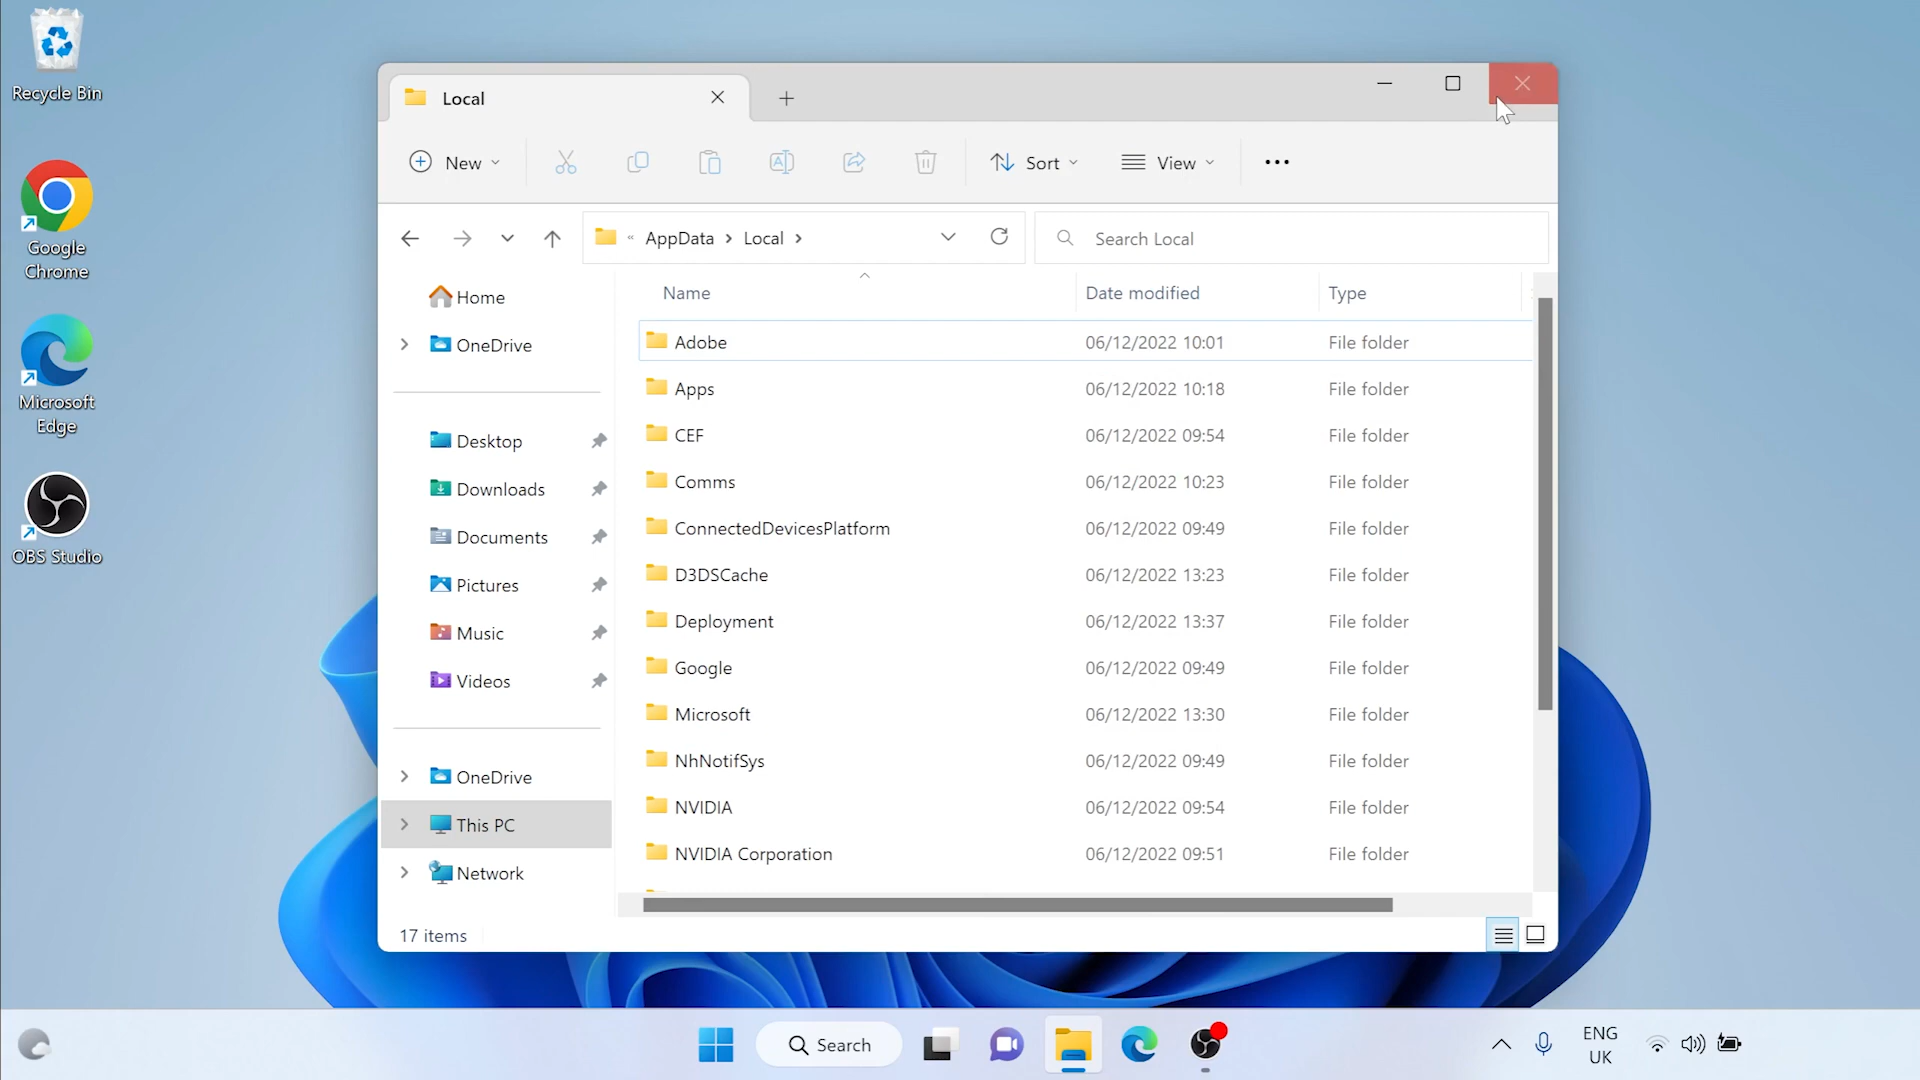 Recycle Bin
Google
Chrome
Microsoft
Edge
OBS Studio
Local
New
Sort
View
« AppData > Local >
Search Local
Home
OneDrive
Desktop
Downloads
Documents
Pictures
Music
Videos
OneDrive
This PC
Network
Name Date modified Type
Adobe 06/12/2022 10:01 File folder
Apps 06/12/2022 10:18 File folder
CEF 06/12/2022 09:54 File folder
Comms 06/12/2022 10:23 File folder
ConnectedDevicesPlatform 06/12/2022 09:49 File folder
D3DSCache 06/12/2022 13:23 File folder
Deployment 06/12/2022 13:37 File folder
Google 06/12/2022 09:49 File folder
Microsoft 06/12/2022 13:30 File folder
NhNotifSys 06/12/2022 09:49 File folder
NVIDIA 06/12/2022 09:54 File folder
NVIDIA Corporation 06/12/2022 09:51 File folder
17 items
Search
ENG
UK